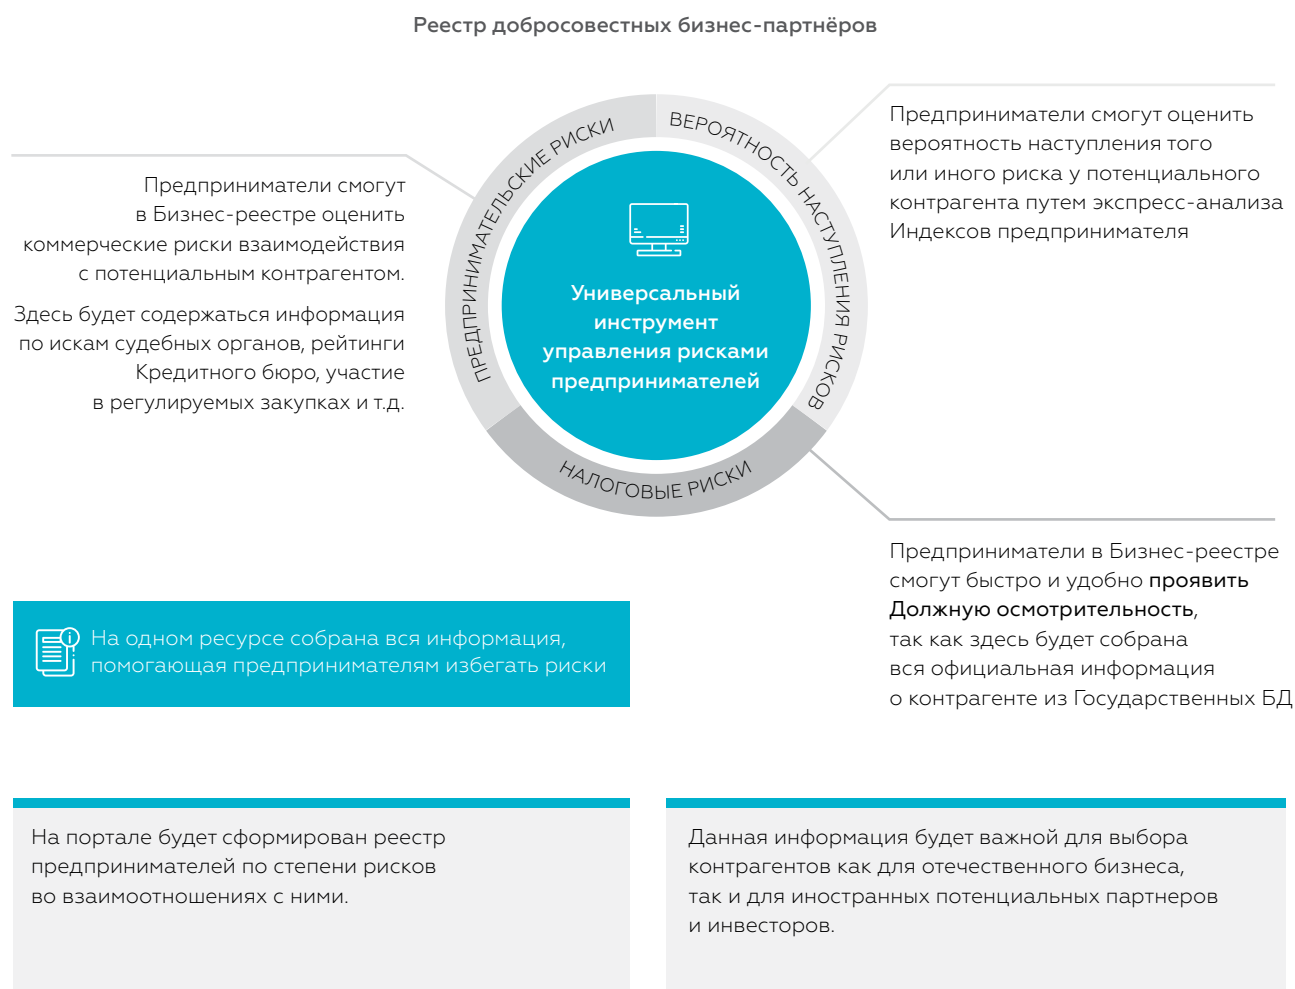 Реестр добросовестных бизнес-партнёров
ПРЕДПРИНИМАТЕЛЬСКИЕ РИСКИ
ВЕРОЯТНОСТЬ НАСТУПЛЕНИЯ РИСКОВ
НАЛОГОВЫЕ РИСКИ
Универсальный
инструмент
управления рисками
предпринимателей
Предприниматели смогут
в Бизнес-реестре оценить
коммерческие риски взаимодействия
с потенциальным контрагентом.
Здесь будет содержаться информация
по искам судебных органов, рейтинги
Кредитного бюро, участие
в регулируемых закупках и т.д.
Предприниматели смогут оценить
вероятность наступления того
или иного риска у потенциального
контрагента путем экспресс-анализа
Индексов предпринимателя
Предприниматели в Бизнес-реестре
смогут быстро и удобно проявить
Должную осмотрительность,
так как здесь будет собрана
вся официальная информация
о контрагенте из Государственных БД
На одном ресурсе собрана вся информация,
помогающая предпринимателям избегать риски
На портале будет сформирован реестр
предпринимателей по степени рисков
во взаимоотношениях с ними.
Данная информация будет важной для выбора
контрагентов как для отечественного бизнеса,
так и для иностранных потенциальных партнеров
и инвесторов.